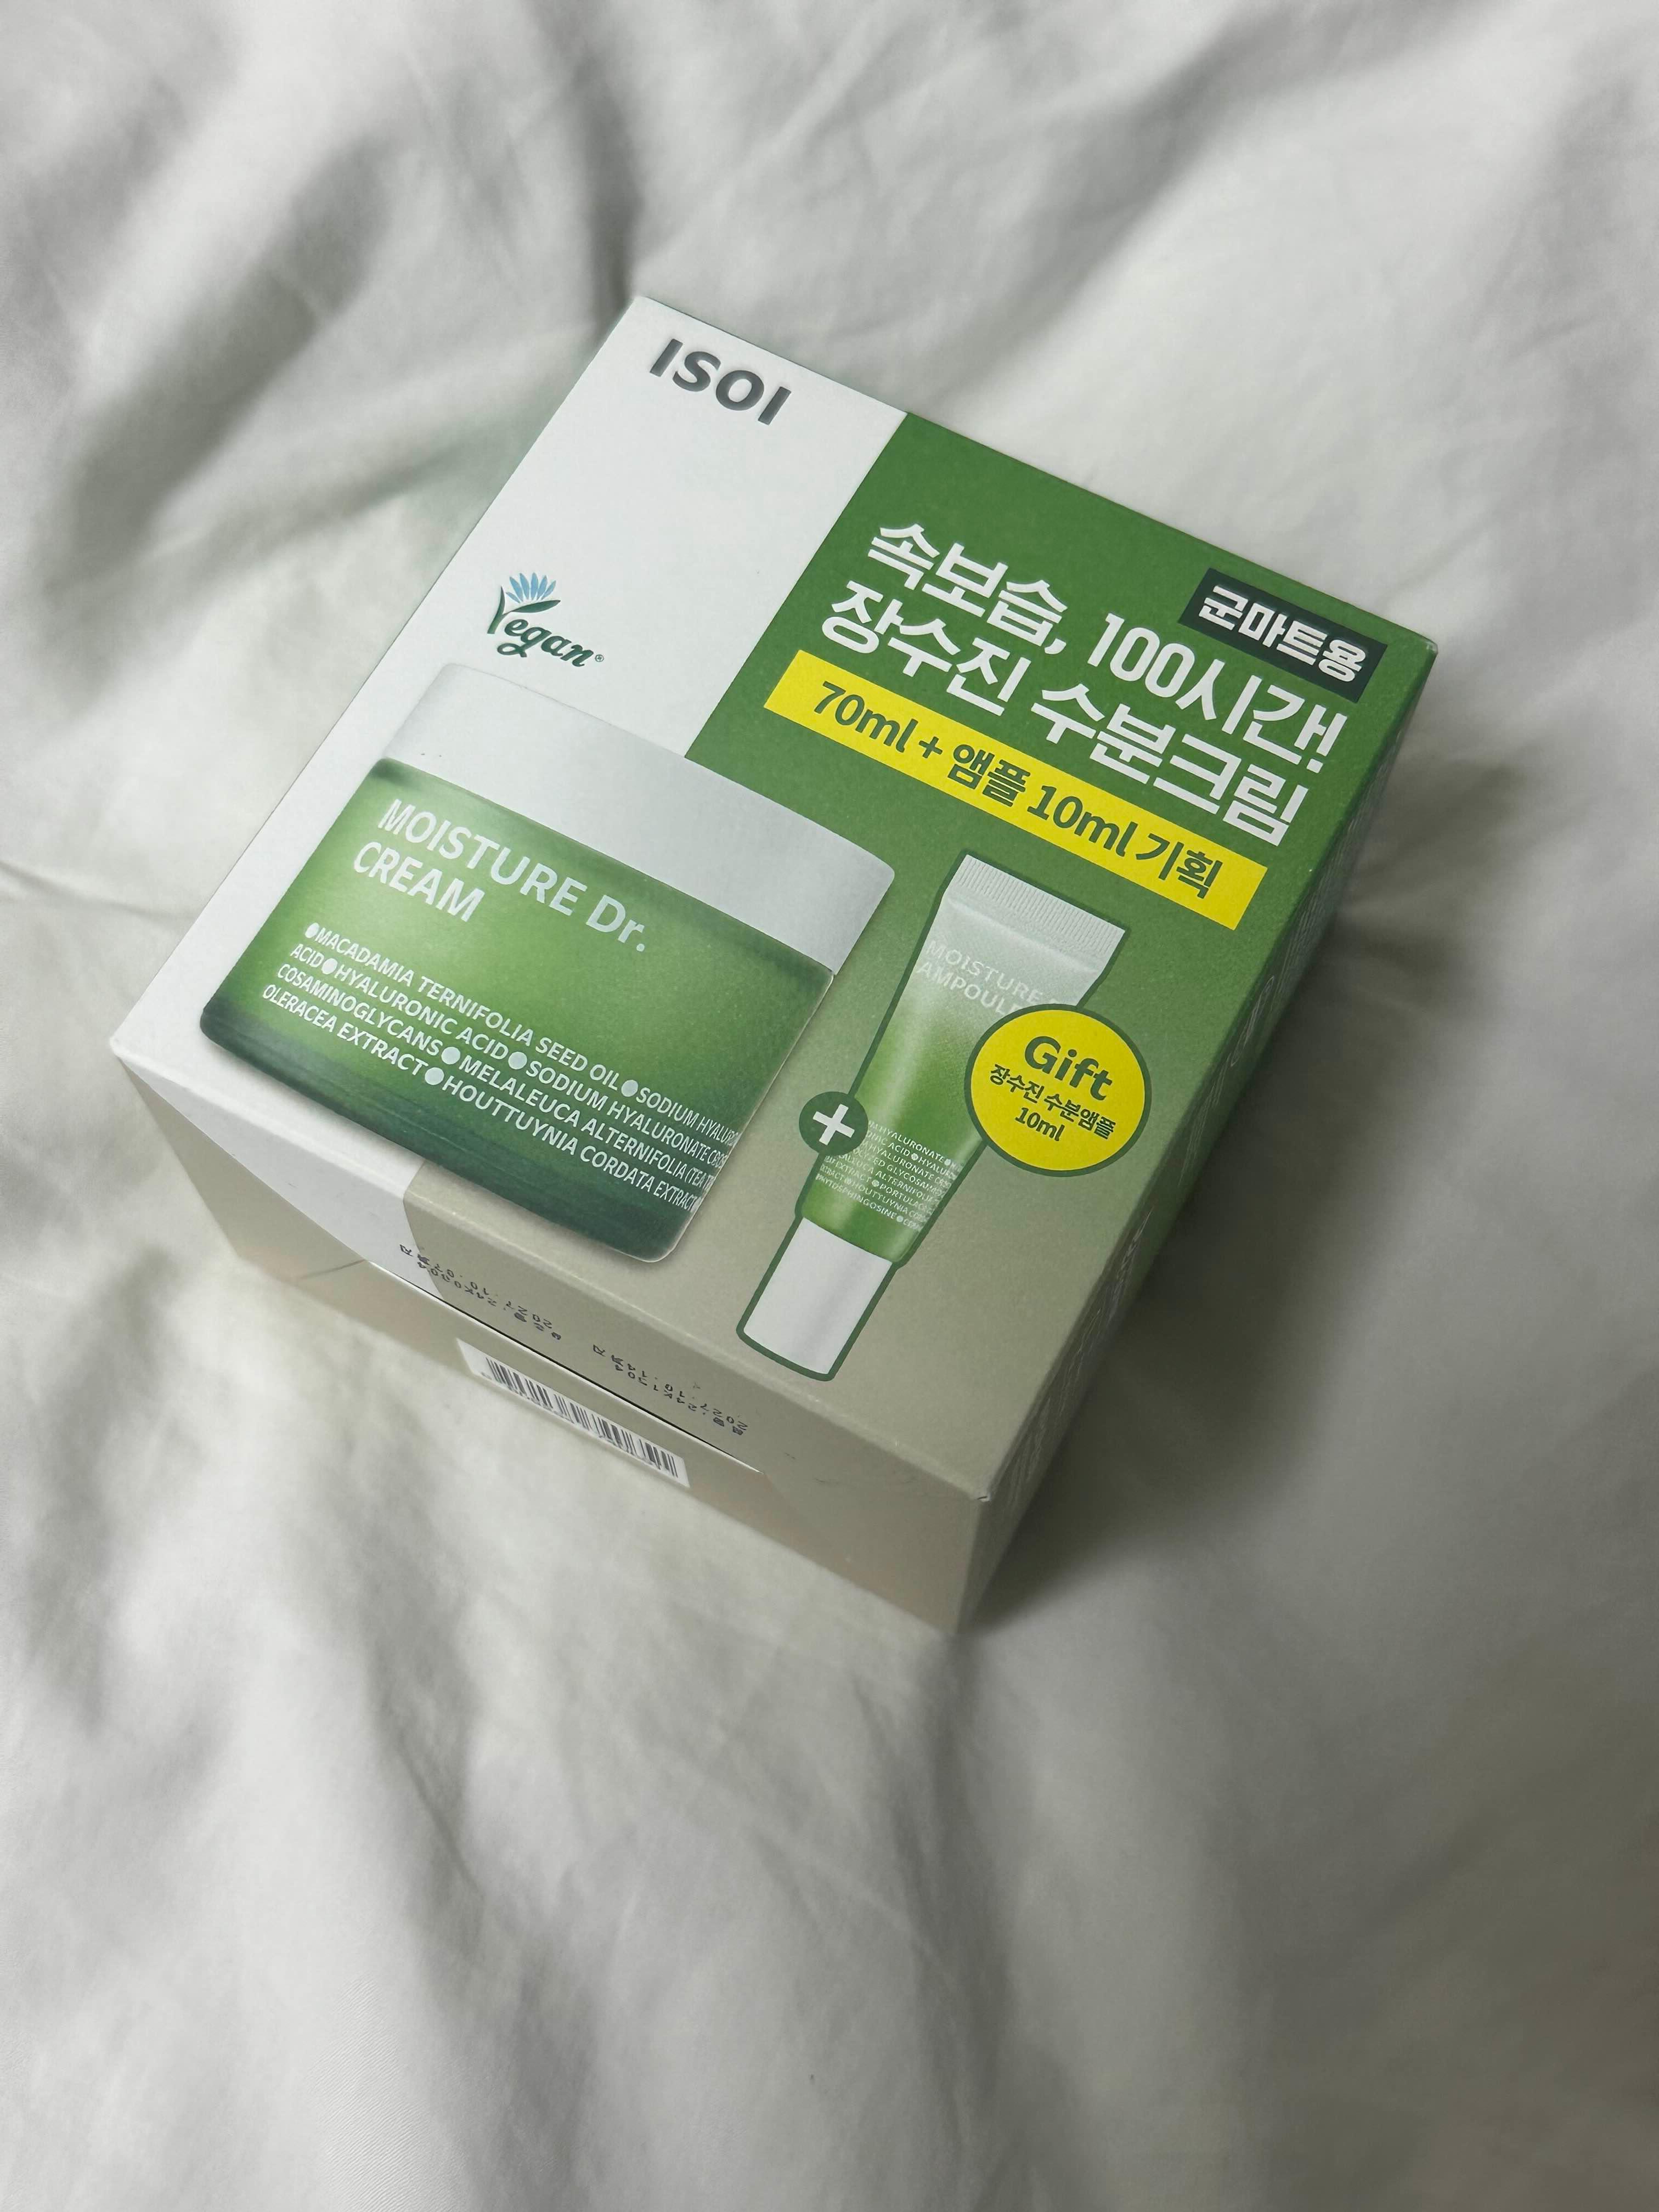 ISOI
Vegan®
군마트용
속보습, 100시간!
장수진 수분크림
70ml + 앰플 10ml 기획
MOISTURE Dr.
CREAM
●MACADAMIA TERNIFOLIA SEED OIL●SODIUM
ACID●HYALURONIC ACID●SODIUM HYALURONATE
COSAMINOGLYCANS●MELALEUCA ALTERNIFOLIA (TEA
OLERACEA EXTRACT●HOUTTUYNIA CORDATA EXTRACT
MOISTURE
AMPOULE
Gift
장수진 수분앰플
10ml
+